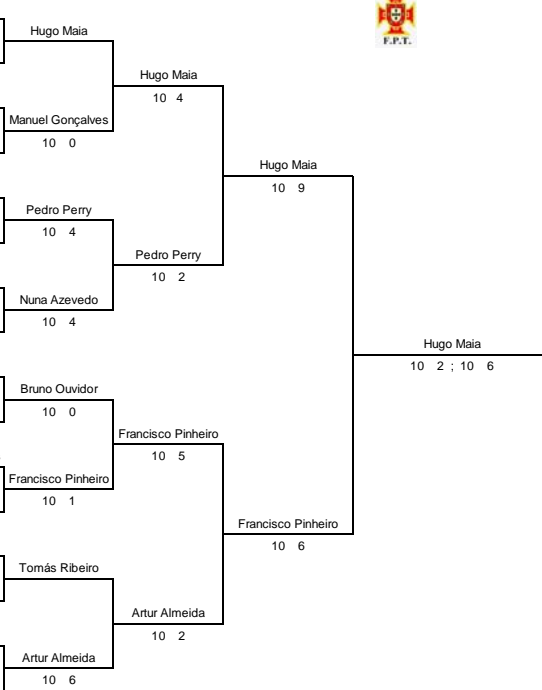 F.P.T.
Hugo Maia
Hugo Maia
10 4
Manuel Gonçalves
10 0
Hugo Maia
10 9
Pedro Perry
10 4
Pedro Perry
10 2
Nuna Azevedo
10 4
Hugo Maia
10 2 ; 10 6
Bruno Ouvidor
10 0
Francisco Pinheiro
10 5
Francisco Pinheiro
10 1
Francisco Pinheiro
10 6
Tomás Ribeiro
Artur Almeida
10 2
Artur Almeida
10 6